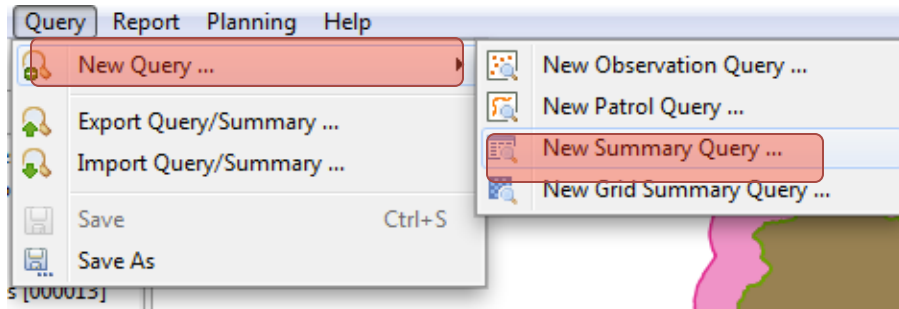 Query Report Planning Help
New Query ...
Export Query/Summary ...
Import Query/Summary ...
Save Ctrl+S
Save As
s [000013]
New Observation Query ...
New Patrol Query ...
New Summary Query ...
New Grid Summary Query ...